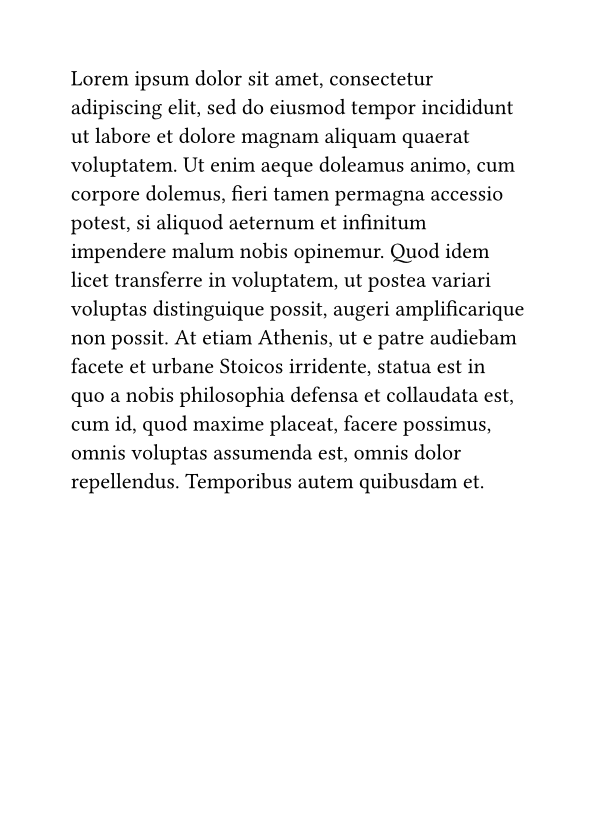 Lorem ipsum dolor sit amet, consectetur
adipiscing elit, sed do eiusmod tempor incididunt
ut labore et dolore magnam aliquam quaerat
voluptatem. Ut enim aeque doleamus animo, cum
corpore dolemus, fieri tamen permagna accessio
potest, si aliquod aeternum et infinitum
impendere malum nobis opinemur. Quod idem
licet transferre in voluptatem, ut postea variari
voluptas distinguique possit, augeri amplificarique
non possit. At etiam Athenis, ut e patre audiebam
facete et urbane Stoicos irridente, statua est in
quo a nobis philosophia defensa et collaudata est,
cum id, quod maxime placeat, facere possimus,
omnis voluptas assumenda est, omnis dolor
repellendus. Temporibus autem quibusdam et.